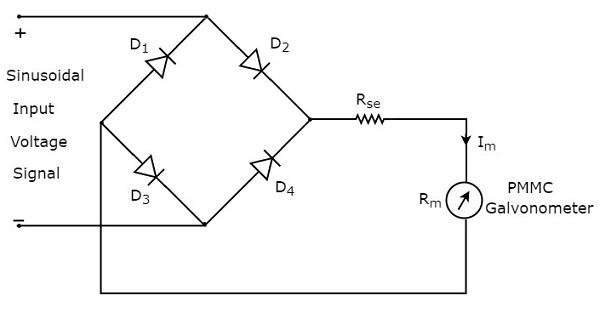 +
D1
D2
Sinusoidal
Input
Voltage
Signal
Rse
Im
D3
D4
Rm
PMMC
Galvonometer
−